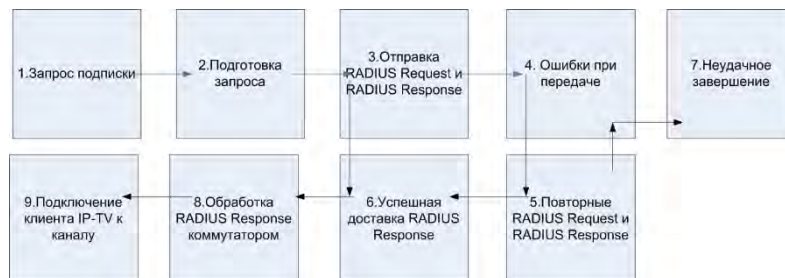 1.Запрос подписки
2.Подготовка
запроса
3.Отправка
RADIUS Request и
RADIUS Response
4. Ошибки при
передаче
7.Неудачное
завершение
9.Подключение
клиента IP-TV к
каналу
8.Обработка
RADIUS Response
коммутатором
6.Успешная
доставка RADIUS
Response
5.Повторные
RADIUS Request и
RADIUS Response